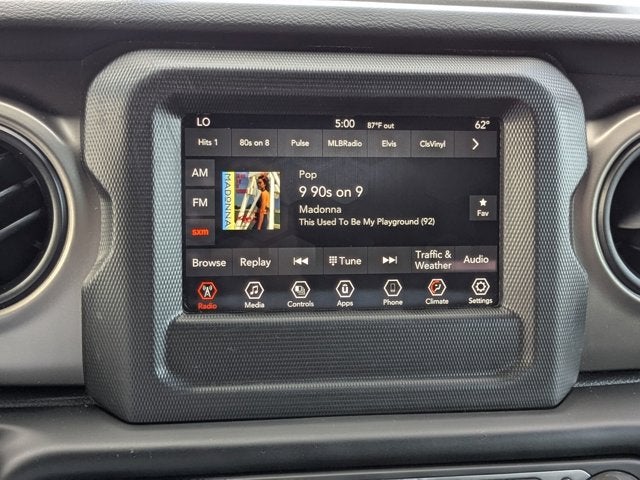 LO 5:00 87°F out 62°
Hits 1 80s on 8 Pulse MLBRadio Elvis ClsVinyl
AM
FM
sxm
MADONNA
Pop
9 90s on 9
Madonna
This Used To Be My Playground (92)
Fav
Browse Replay Tune Traffic & Weather Audio
Radio Media Controls Apps Phone Climate Settings